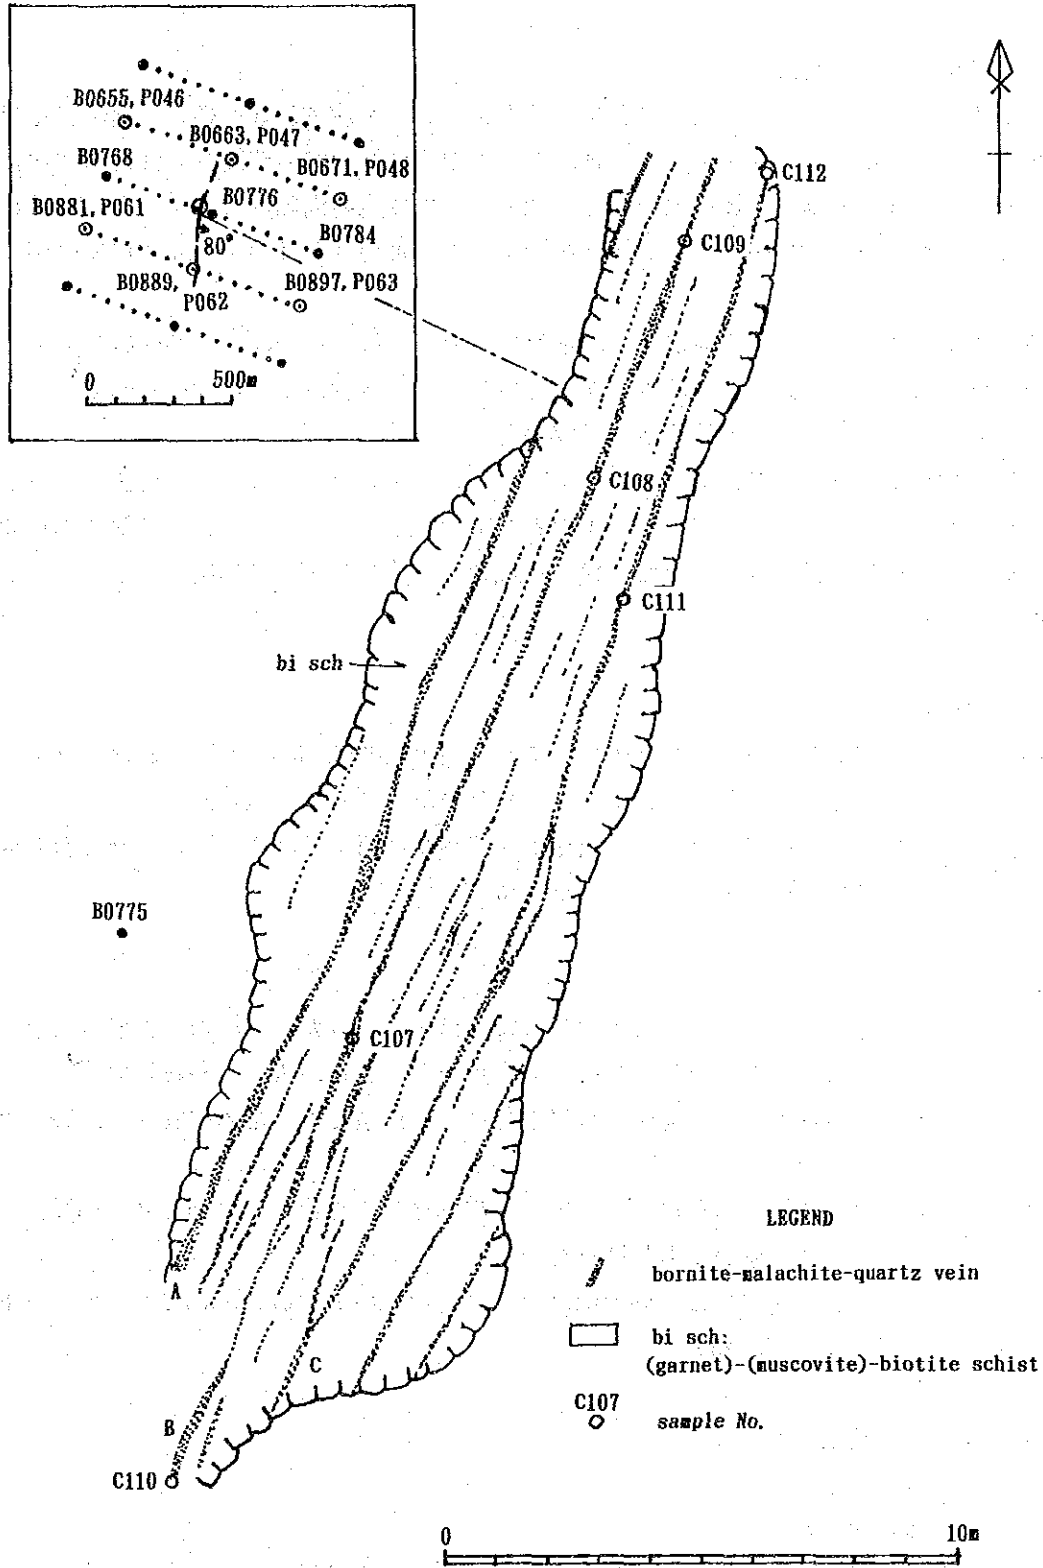 B0655, P046
B0663, P047
B0768
B0671, P048
B0881, P061
B0776
B0784
80°
B0889,
P062
B0897, P063
0 500m
C112
C109
C108
C111
bi sch
B0775
C107
A
LEGEND
bornite-malachite-quartz vein
bi sch:
(garnet)-(muscovite)-biotite schist
C
C107
sample No.
B
C110
0 10m